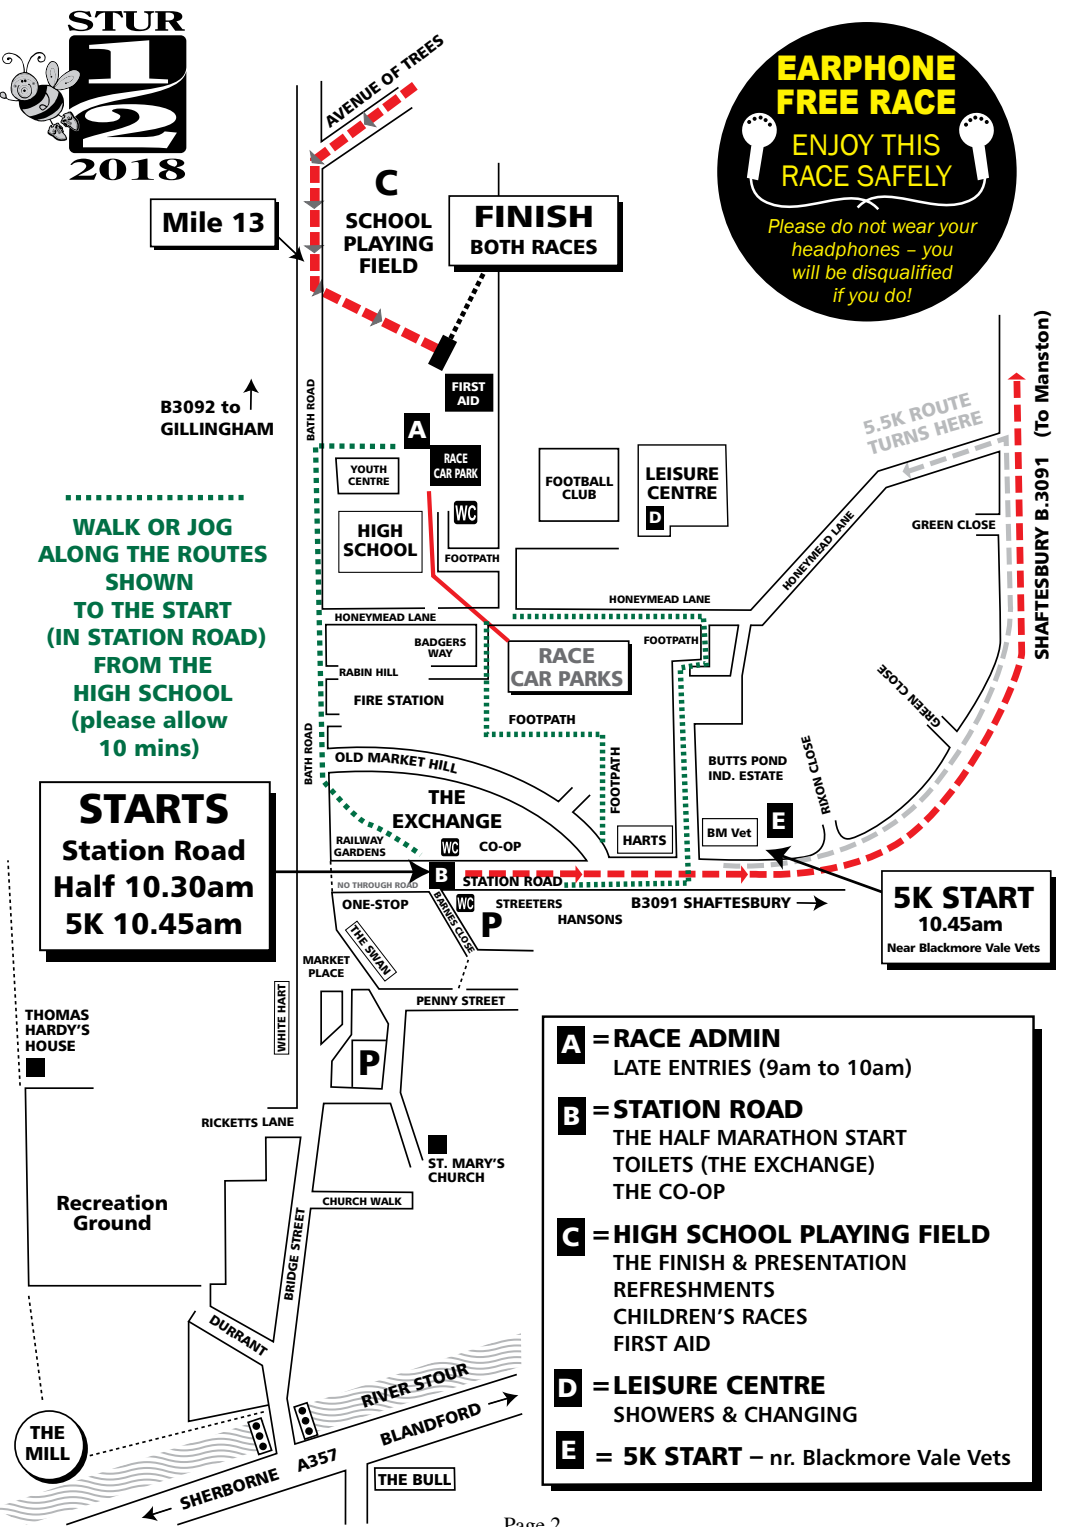 STUR
1
2
2018
EARPHONE
FREE RACE
ENJOY THIS
RACE SAFELY
Please do not wear your
headphones – you
will be disqualified
if you do!
AVENUE OF TREES
C
SCHOOL
PLAYING
FIELD
FINISH
BOTH RACES
Mile 13
FIRST
AID
BATH ROAD
B3092 to
GILLINGHAM
A
RACE
CAR PARK
YOUTH
CENTRE
WC
HIGH
SCHOOL
FOOTPATH
FOOTBALL
CLUB
LEISURE
CENTRE
D
5.5K ROUTE
TURNS HERE
SHAFTESBURY B.3091 (To Manston)
GREEN CLOSE
HONEYMEAD LANE
WALK OR JOG
ALONG THE ROUTES
SHOWN
TO THE START
(IN STATION ROAD)
FROM THE
HIGH SCHOOL
(please allow
10 mins)
HONEYMEAD LANE
HONEYMEAD LANE
BADGERS
WAY
FOOTPATH
RACE
CAR PARKS
RABIN HILL
FIRE STATION
FOOTPATH
GREEN CLOSE
BATH ROAD
OLD MARKET HILL
FOOTPATH
BUTTS POND
IND. ESTATE
RIXON CLOSE
THE
EXCHANGE
RAILWAY
GARDENS
WC
CO-OP
HARTS
BM Vet
E
STARTS
Station Road
Half 10.30am
5K 10.45am
B
NO THROUGH ROAD
STATION ROAD
ONE-STOP
BARNES CLOSE
WC
STREETERS
P
HANSONS
B3091 SHAFTESBURY
5K START
10.45am
Near Blackmore Vale Vets
THE SWAN
MARKET
PLACE
PENNY STREET
WHITE HART
THOMAS
HARDY'S
HOUSE
P
RICKETTS LANE
ST. MARY'S
CHURCH
CHURCH WALK
Recreation
Ground
BRIDGE STREET
DURRANT
RIVER STOUR
THE
MILL
SHERBORNE A357 BLANDFORD
THE BULL
A = RACE ADMIN
LATE ENTRIES (9am to 10am)
B = STATION ROAD
THE HALF MARATHON START
TOILETS (THE EXCHANGE)
THE CO-OP
C = HIGH SCHOOL PLAYING FIELD
THE FINISH & PRESENTATION
REFRESHMENTS
CHILDREN'S RACES
FIRST AID
D = LEISURE CENTRE
SHOWERS & CHANGING
E = 5K START – nr. Blackmore Vale Vets
Page 2